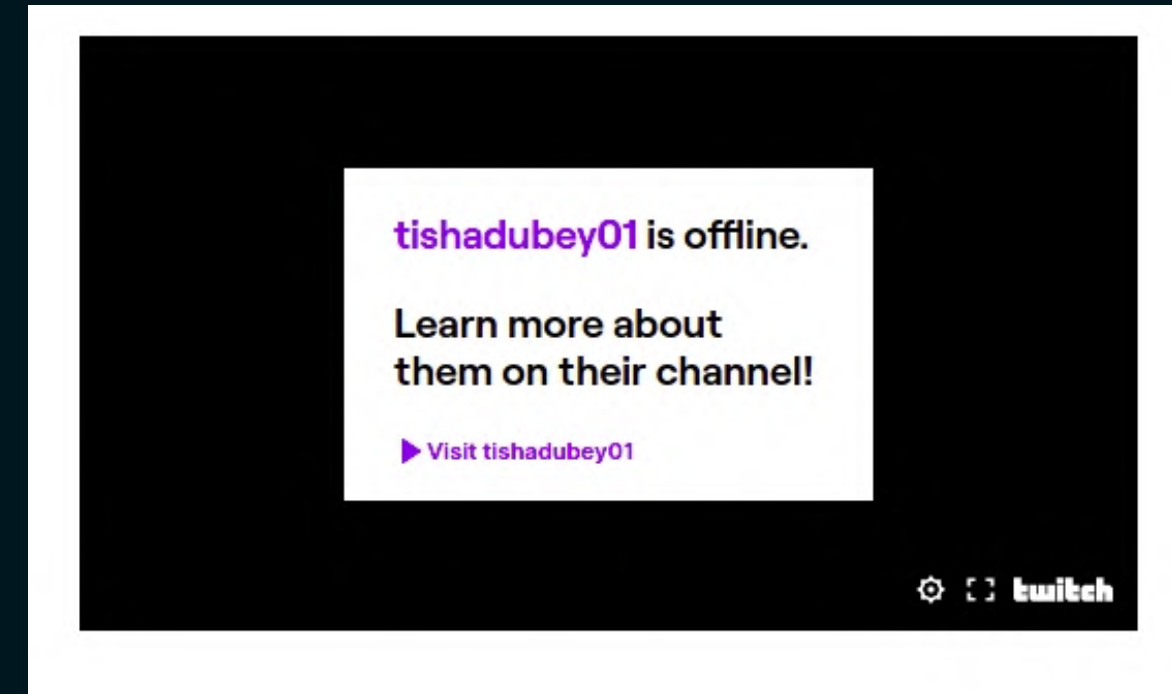 tishadubey01 is offline.
Learn more about
them on their channel!
Visit tishadubey01
twitch